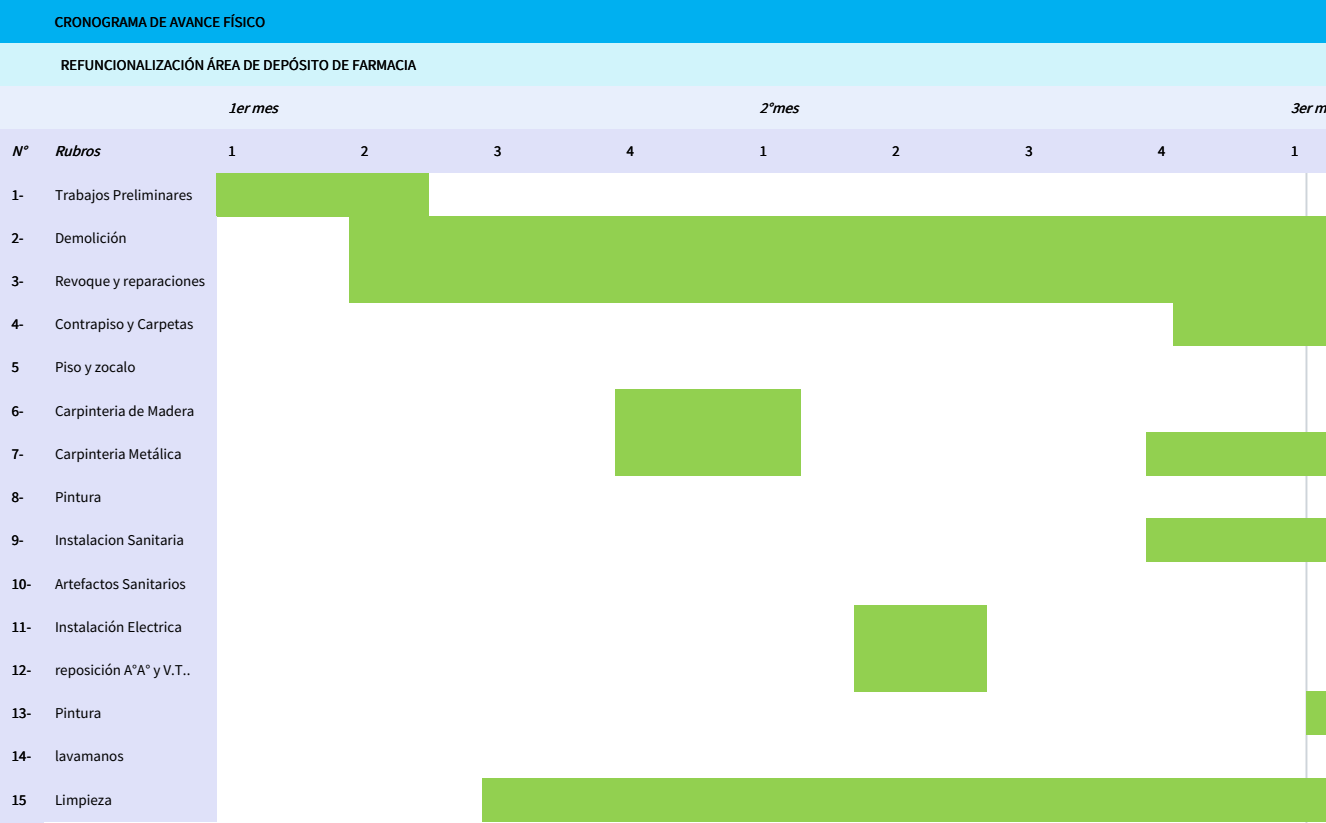 CRONOGRAMA DE AVANCE FÍSICO
REFUNCIONALIZACIÓN ÁREA DE DEPÓSITO DE FARMACIA
1er mes 2°mes 3er m
N° Rubros 1 2 3 4 1 2 3 4 1
1- Trabajos Preliminares
2- Demolición
3- Revoque y reparaciones
4- Contrapiso y Carpetas
5 Piso y zocalo
6- Carpinteria de Madera
7- Carpinteria Metálica
8- Pintura
9- Instalacion Sanitaria
10- Artefactos Sanitarios
11- Instalación Electrica
12- reposición A°A° y V.T..
13- Pintura
14- lavamanos
15 Limpieza